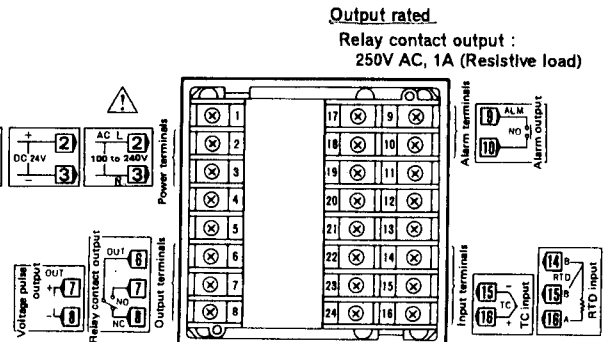 Output rated
Relay contact output :
250V AC, 1A (Resistive load)
+ 2
DC 24V
- 3
AC L 2
100 to 240V
N 3
Power terminals
1 17 9
2 18 10
3 19 11
4 20 12
5 21 13
6 22 14
7 23 15
8 24 16
Alarm terminals
9 ALM
NO
10
Alarm output
Voltage pulse output
OUT
+ 7
- 8
Relay contact output
OUT 6
7
NO
NC 8
Output terminals
Input terminals
15 -
TC
16 +
TC input
14 B
RTD
15 B
16 A
RTD input